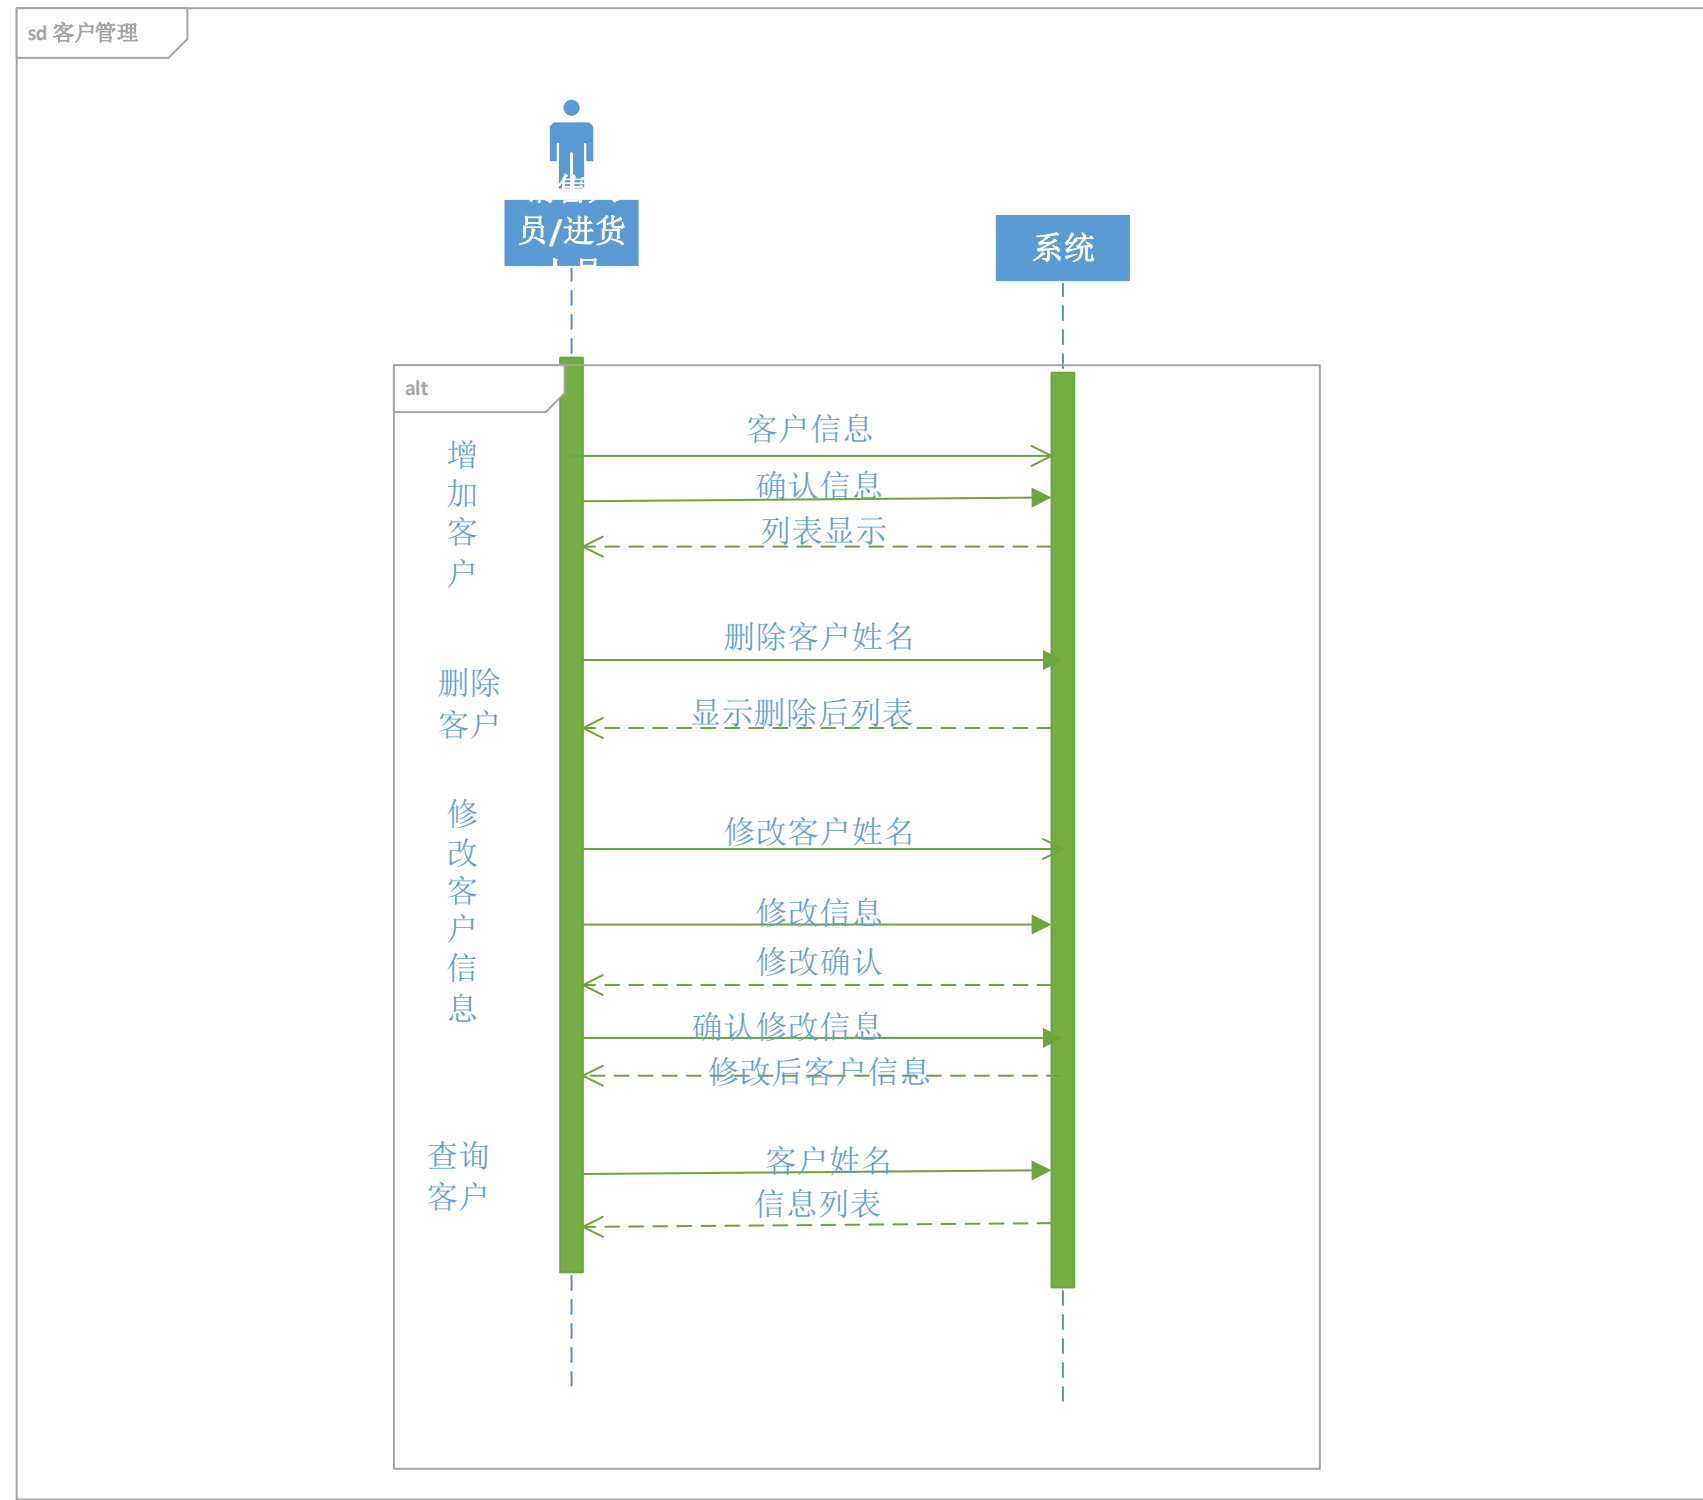 sd 客户管理
员/进货
系统
alt
增
加
客
户
客户信息
确认信息
列表显示
删除
客户
删除客户姓名
显示删除后列表
修
改
客
户
信
息
修改客户姓名
修改信息
修改确认
确认修改信息
修改后客户信息
查询
客户
客户姓名
信息列表